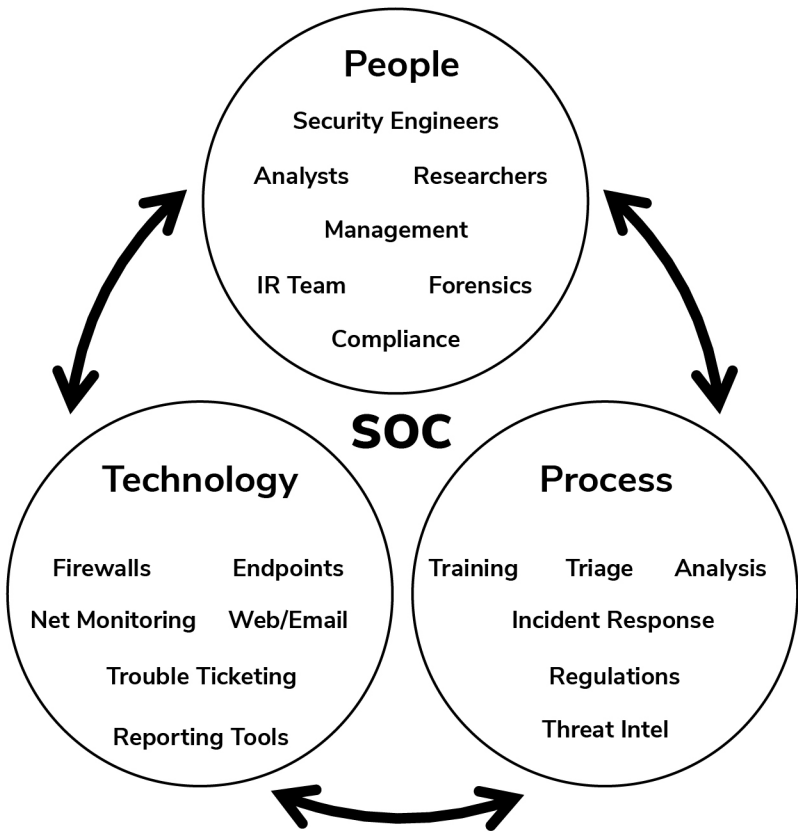 People
Security Engineers
Analysts Researchers
Management
IR Team Forensics
Compliance
SOC
Technology
Firewalls Endpoints
Net Monitoring Web/Email
Trouble Ticketing
Reporting Tools
Process
Training Triage Analysis
Incident Response
Regulations
Threat Intel